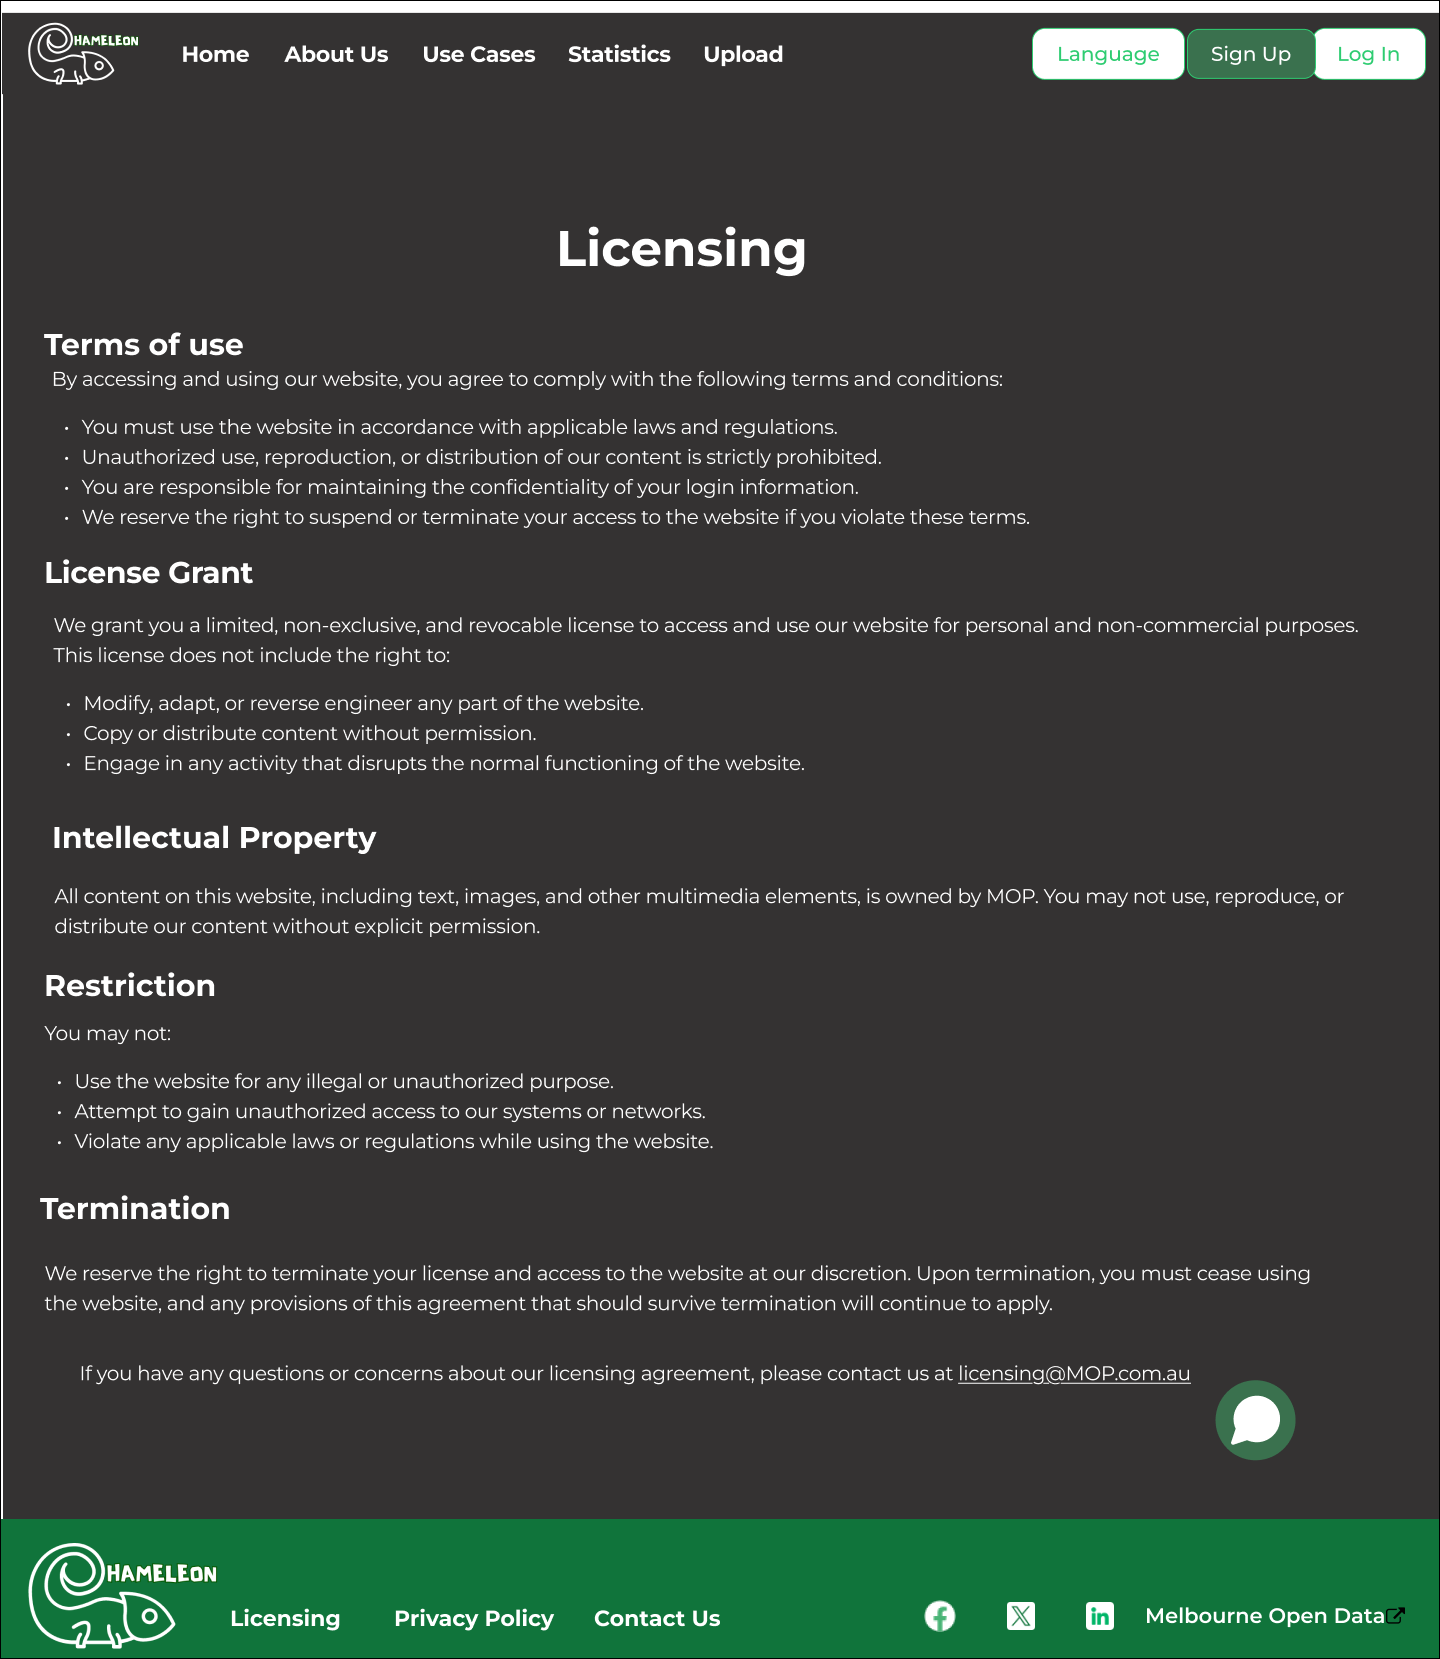 CHAMELEON
Home About Us Use Cases Statistics Upload Language Sign Up Log In
Licensing
Terms of use
By accessing and using our website, you agree to comply with the following terms and conditions:
• You must use the website in accordance with applicable laws and regulations.
• Unauthorized use, reproduction, or distribution of our content is strictly prohibited.
• You are responsible for maintaining the confidentiality of your login information.
• We reserve the right to suspend or terminate your access to the website if you violate these terms.
License Grant
We grant you a limited, non-exclusive, and revocable license to access and use our website for personal and non-commercial purposes.
This license does not include the right to:
• Modify, adapt, or reverse engineer any part of the website.
• Copy or distribute content without permission.
• Engage in any activity that disrupts the normal functioning of the website.
Intellectual Property
All content on this website, including text, images, and other multimedia elements, is owned by MOP. You may not use, reproduce, or
distribute our content without explicit permission.
Restriction
You may not:
• Use the website for any illegal or unauthorized purpose.
• Attempt to gain unauthorized access to our systems or networks.
• Violate any applicable laws or regulations while using the website.
Termination
We reserve the right to terminate your license and access to the website at our discretion. Upon termination, you must cease using
the website, and any provisions of this agreement that should survive termination will continue to apply.
If you have any questions or concerns about our licensing agreement, please contact us at licensing@MOP.com.au
CHAMELEON
Licensing Privacy Policy Contact Us Melbourne Open Data